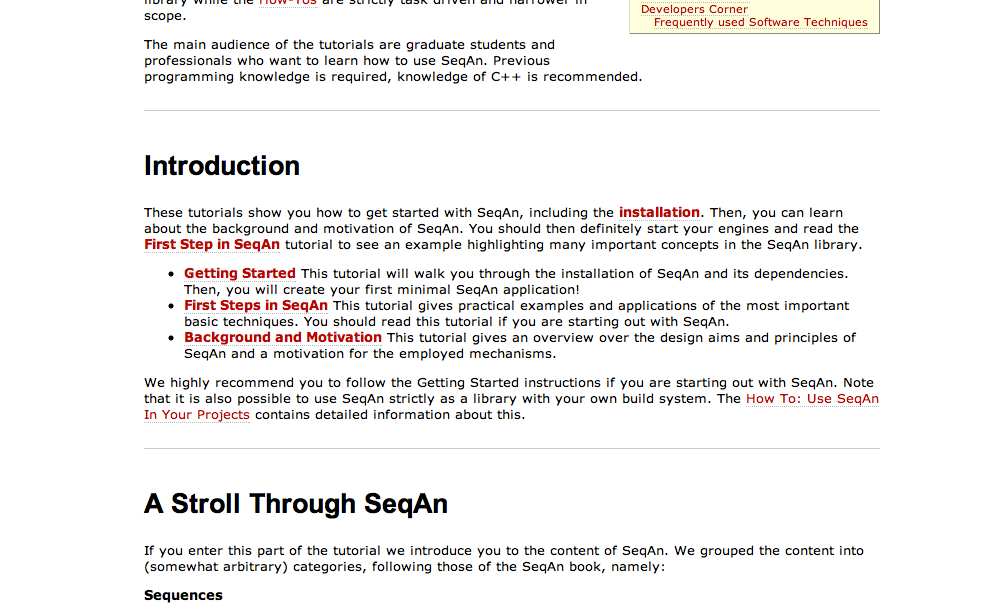 library while the How-Tos are strictly task driven and narrower in
scope.
Developers Corner
Frequently used Software Techniques
The main audience of the tutorials are graduate students and
professionals who want to learn how to use SeqAn. Previous
programming knowledge is required, knowledge of C++ is recommended.
Introduction
These tutorials show you how to get started with SeqAn, including the installation. Then, you can learn
about the background and motivation of SeqAn. You should then definitely start your engines and read the
First Step in SeqAn tutorial to see an example highlighting many important concepts in the SeqAn library.
• Getting Started This tutorial will walk you through the installation of SeqAn and its dependencies.
Then, you will create your first minimal SeqAn application!
• First Steps in SeqAn This tutorial gives practical examples and applications of the most important
basic techniques. You should read this tutorial if you are starting out with SeqAn.
• Background and Motivation This tutorial gives an overview over the design aims and principles of
SeqAn and a motivation for the employed mechanisms.
We highly recommend you to follow the Getting Started instructions if you are starting out with SeqAn. Note
that it is also possible to use SeqAn strictly as a library with your own build system. The How To: Use SeqAn
In Your Projects contains detailed information about this.
A Stroll Through SeqAn
If you enter this part of the tutorial we introduce you to the content of SeqAn. We grouped the content into
(somewhat arbitrary) categories, following those of the SeqAn book, namely:
Sequences